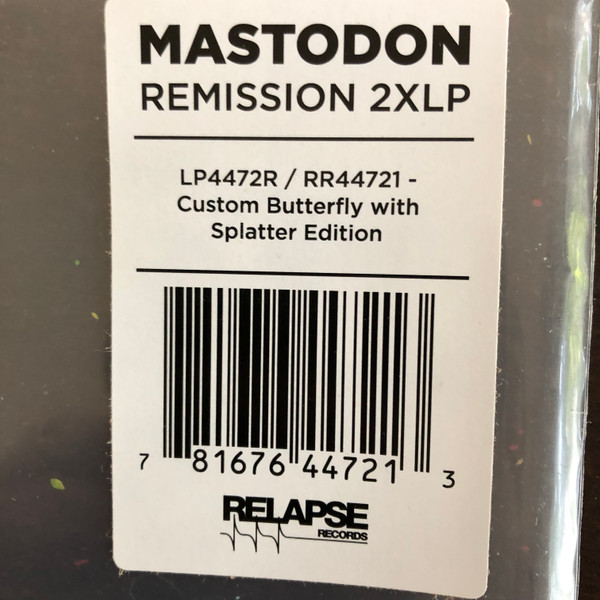 MASTODON
REMISSION 2XLP
LP4472R / RR44721 -
Custom Butterfly with
Splatter Edition
7 81676 44721 3
RELAPSE
RECORDS